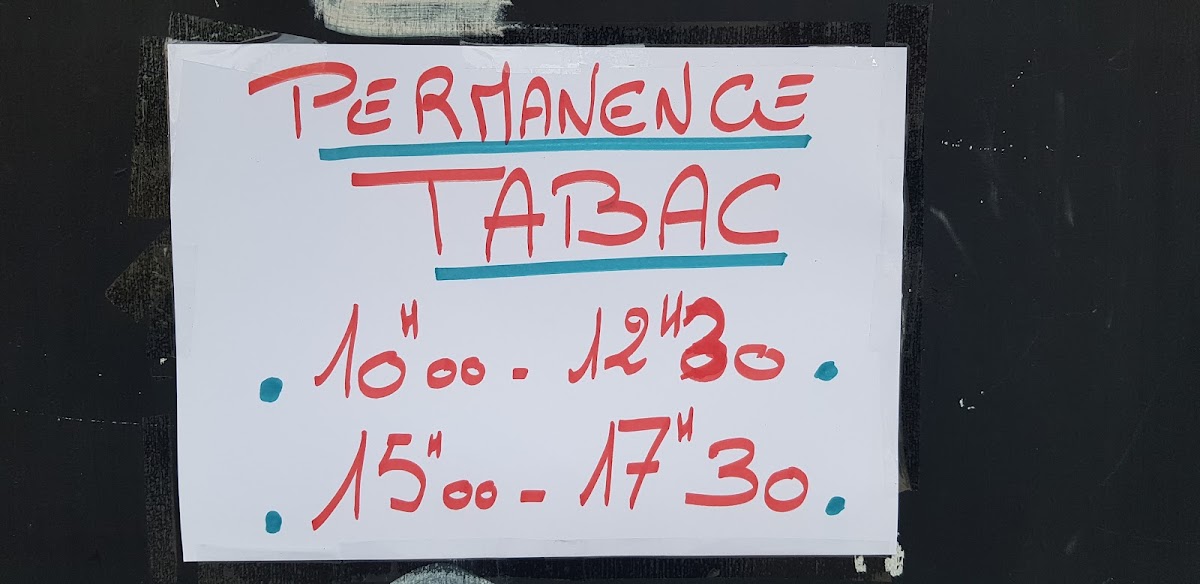 PERMANENCE
TABAC
. 10H00 - 12H30 .
. 15H00 - 17H30 .